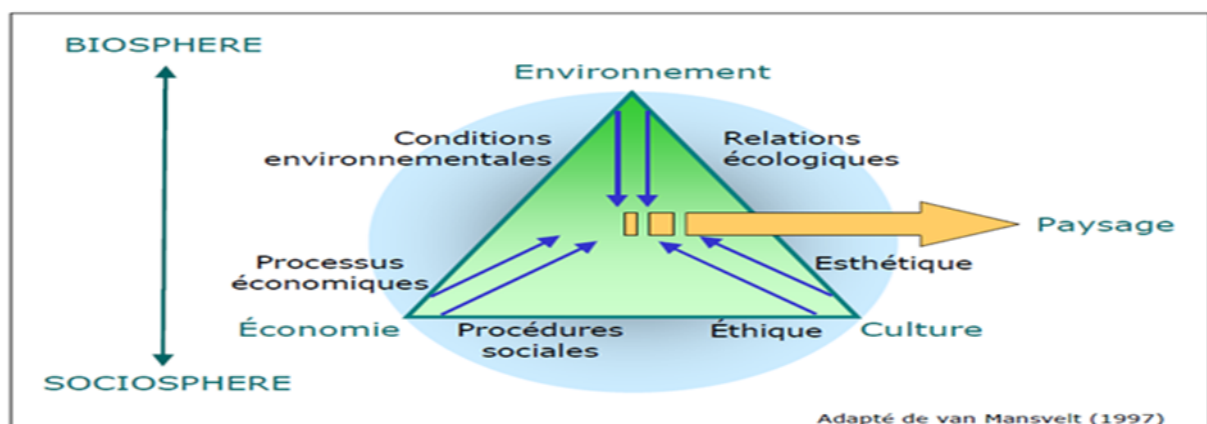 BIOSPHERE
Environnement
Conditions
environnementales
Relations
écologiques
Paysage
Processus
économiques
Esthétique
Économie
Procédures
sociales
Éthique
Culture
SOCIOSPHERE
Adapté de van Mansvelt (1997)